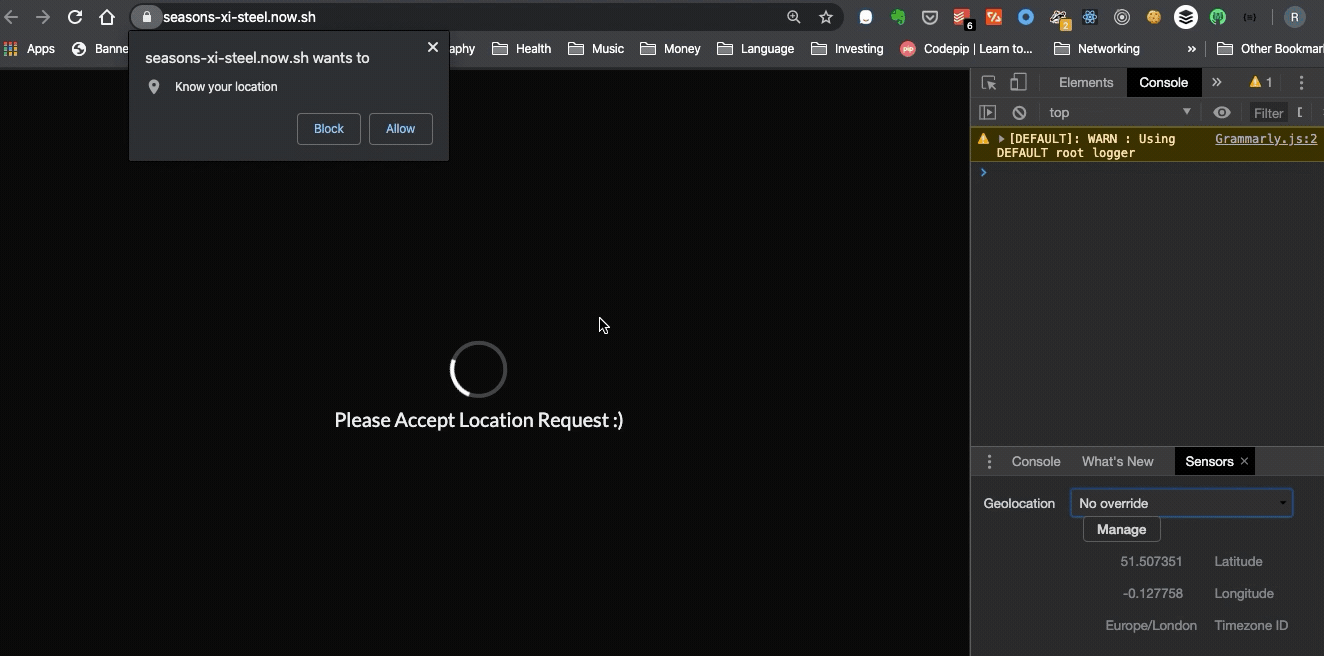 seasons-xi-steel.now.sh
6
2
R
Apps
Banne
aphy
Health
Music
Money
Language
Investing
pip
Codepip | Learn to...
Networking
»
Other Bookmar
seasons-xi-steel.now.sh wants to
Know your location
Block
Allow
Please Accept Location Request :)
Elements
Console
»
1
top
Filter
[DEFAULT]: WARN : Using
Grammarly.js:2
DEFAULT root logger
Console
What's New
Sensors
Geolocation
No override
Manage
51.507351
Latitude
-0.127758
Longitude
Europe/London
Timezone ID